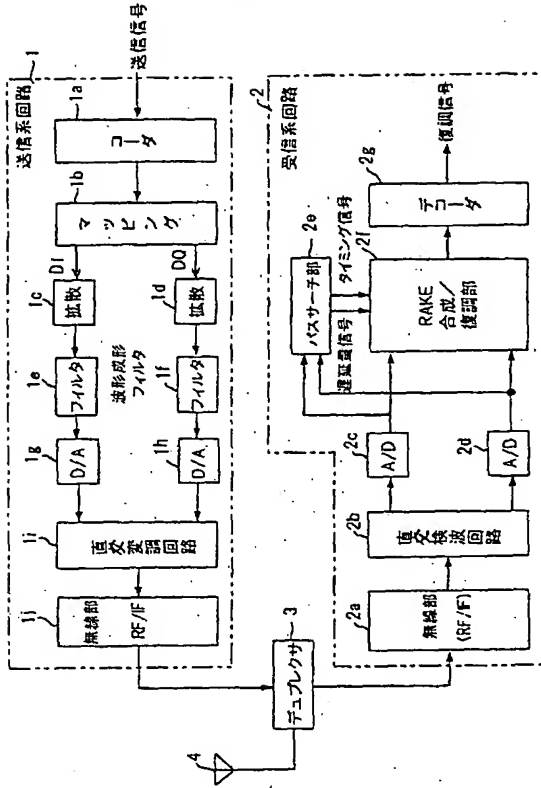 送信系回路
1
送信信号
1a
コーダ
1b
マッピング
DI
DQ
1c
拡散
1d
拡散
1e
フィルタ
波形成形
フィルタ
1f
フィルタ
1g
D/A
1h
D/A
1i
直交変調回路
1j
無線部
RF/IF
3
デュプレクサ
4
受信系回路
2
2a
無線部
(RF/IF)
2b
直交検波回路
2c
A/D
2d
A/D
2e
パスサーチ部
遅延量信号
タイミング信号
2f
RAKE
合成/
復調部
2g
デコーダ
復調信号